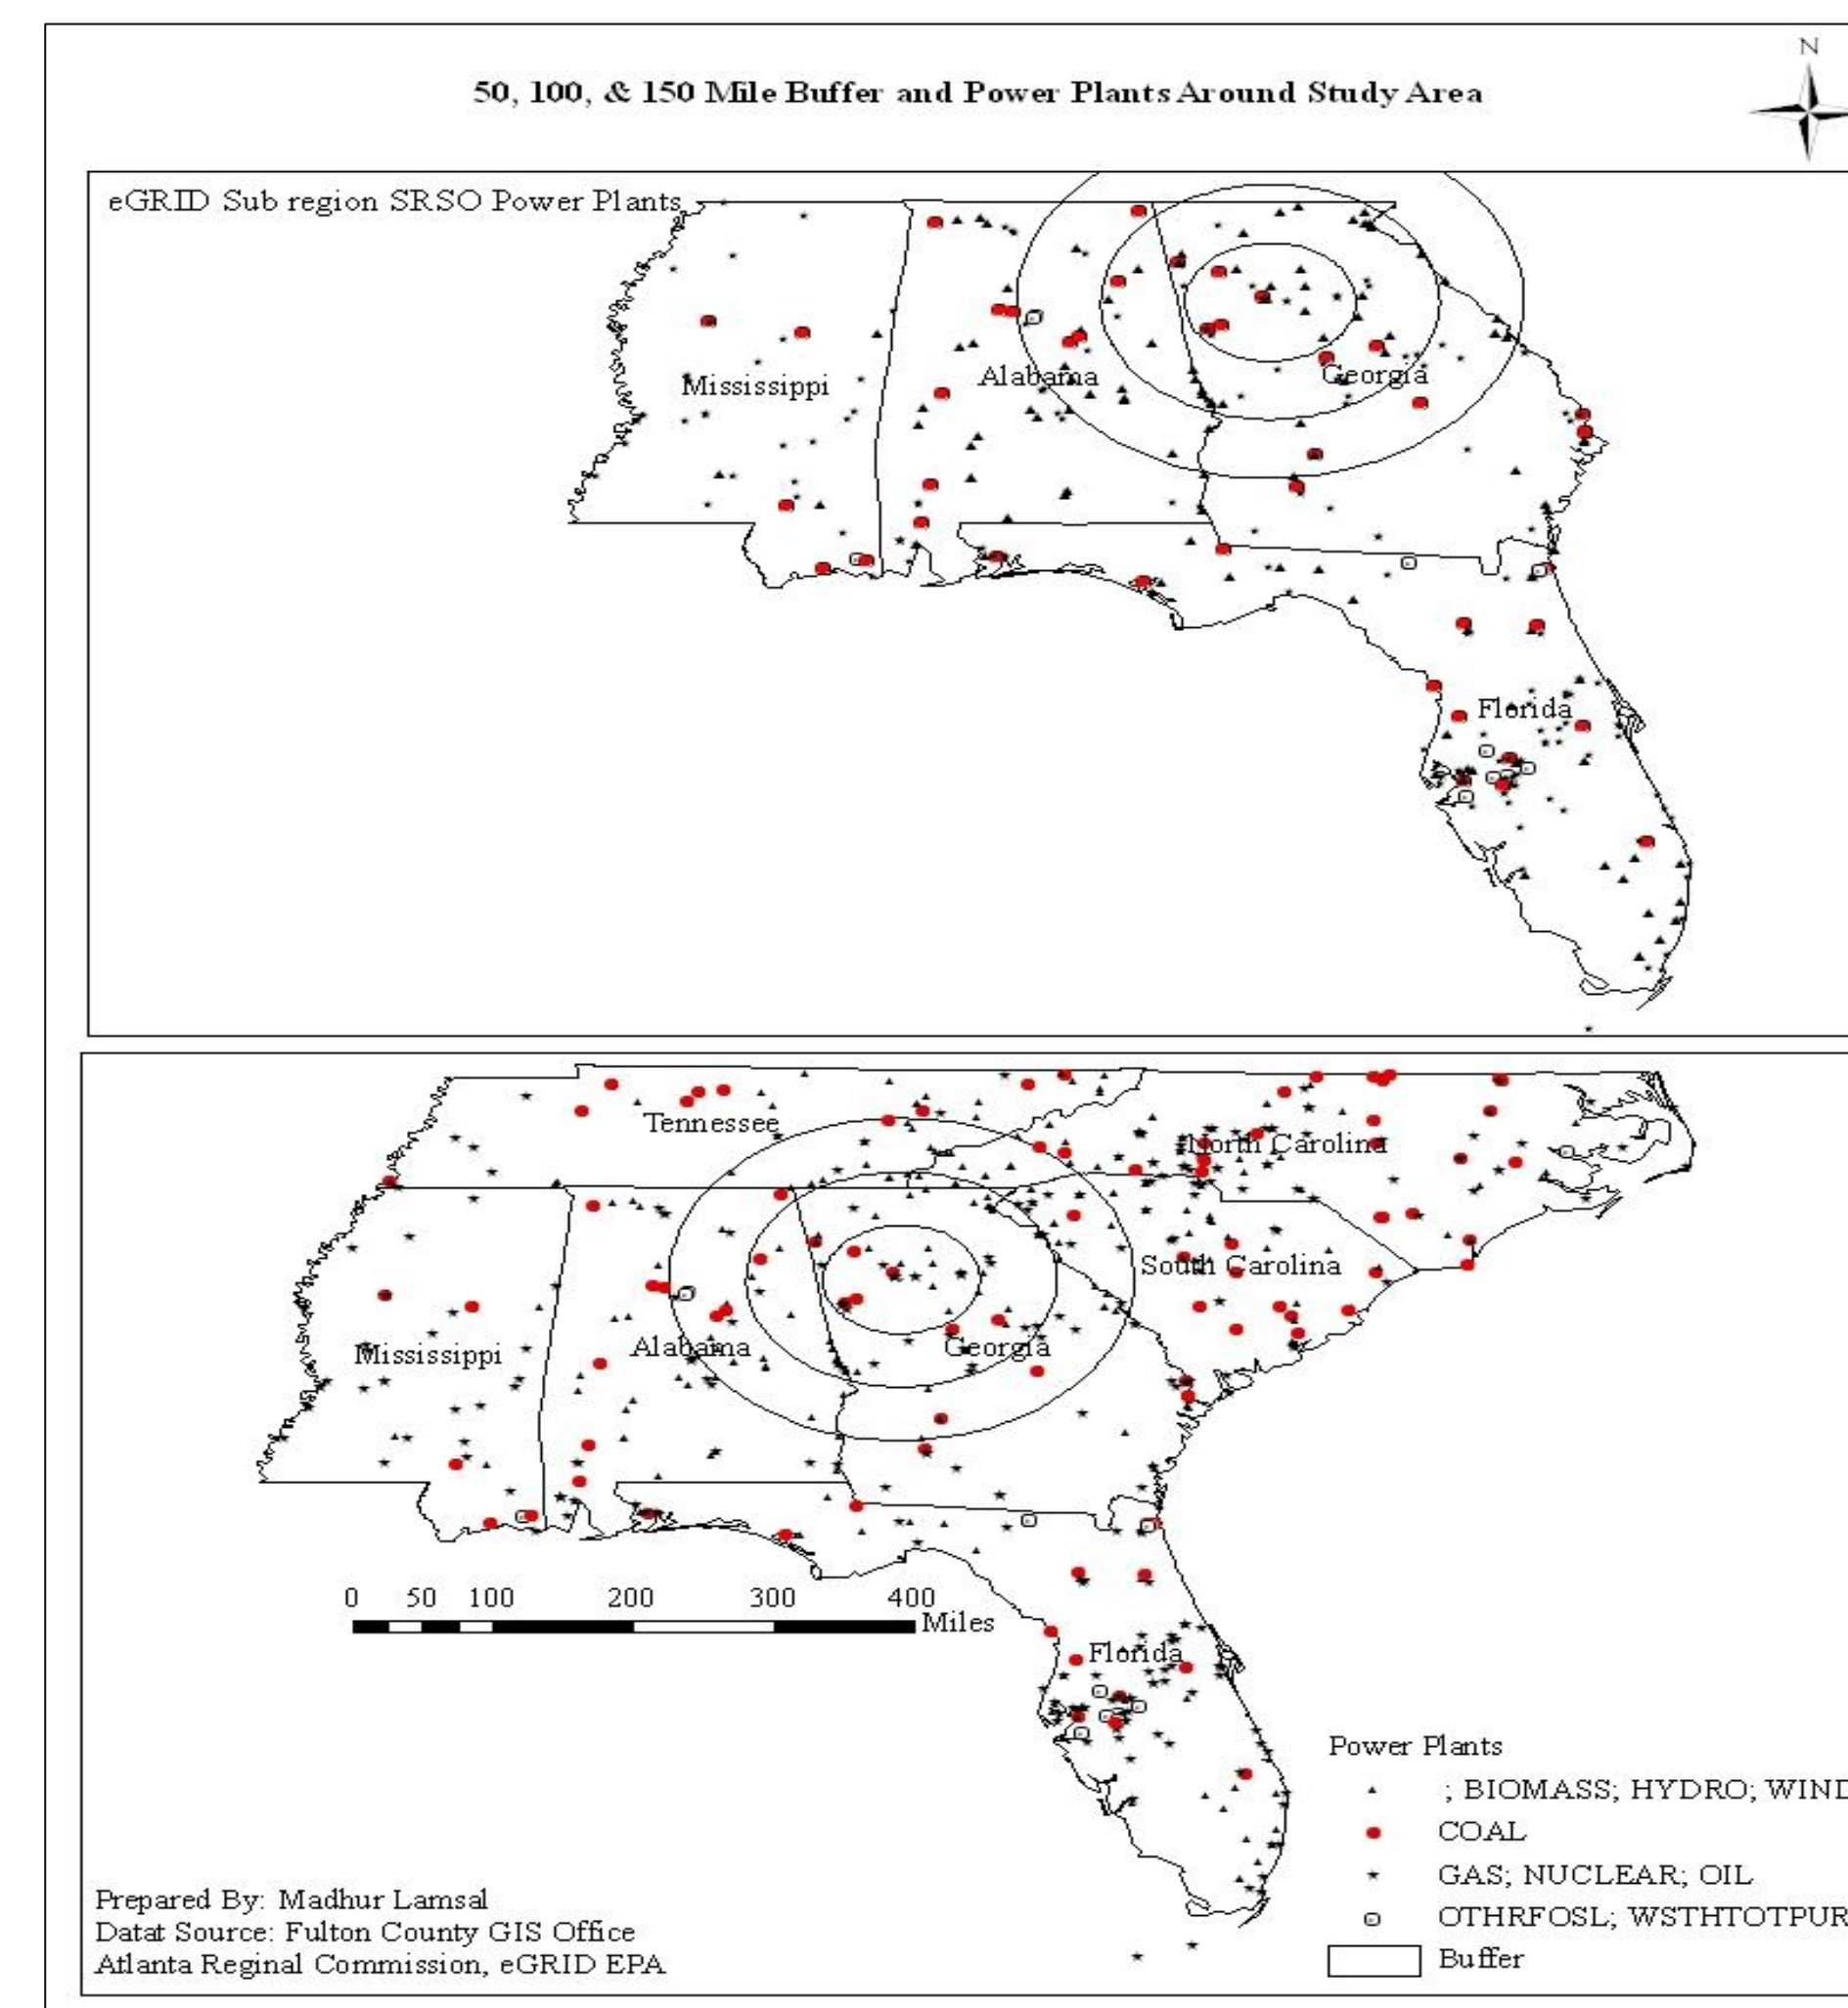 N
50, 100, & 150 Mile Buffer and Power Plants Around Study Area
eGRID Sub region SRSO Power Plants
Mississippi
Alabama
Georgia
Florida
Tennessee
North Carolina
South Carolina
Mississippi
Alabama
Georgia
0 50 100 200 300 400
Miles
Florida
Power Plants
; BIOMASS; HYDRO; WIND
COAL
GAS; NUCLEAR; OIL
OTHRFOSL; WSTHTOTPUR
Buffer
Prepared By: Madhur Lamsal
Datat Source: Fulton County GIS Office
Atlanta Reginal Commission, eGRID EPA